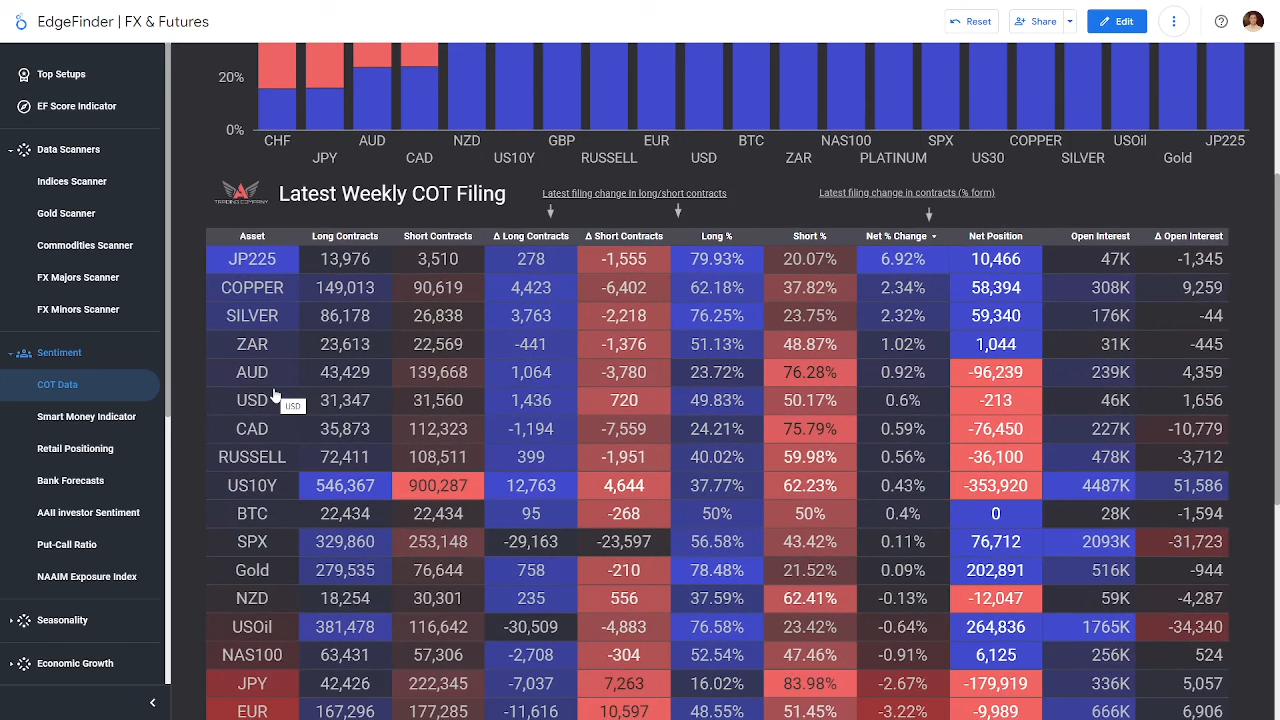 EdgeFinder | FX & Futures
Reset
Share
Edit
Top Setups
EF Score Indicator
Data Scanners
Indices Scanner
Gold Scanner
Commodities Scanner
FX Majors Scanner
FX Minors Scanner
Sentiment
COT Data
Smart Money Indicator
Retail Positioning
Bank Forecasts
AAII investor Sentiment
Put-Call Ratio
NAAIM Exposure Index
Seasonality
Economic Growth
20%
0%
CHF AUD NZD GBP EUR BTC NAS100 SPX COPPER USOil JP225
JPY CAD US10Y RUSSELL USD ZAR PLATINUM US30 SILVER Gold
A
TRADING COMPANY
Latest Weekly COT Filing
Latest filing change in long/short contracts
Latest filing change in contracts (% form)
Asset Long Contracts Short Contracts Δ Long Contracts Δ Short Contracts Long % Short % Net % Change Net Position Open Interest Δ Open Interest
JP225 13,976 3,510 278 -1,555 79.93% 20.07% 6.92% 10,466 47K -1,345
COPPER 149,013 90,619 4,423 -6,402 62.18% 37.82% 2.34% 58,394 308K 9,259
SILVER 86,178 26,838 3,763 -2,218 76.25% 23.75% 2.32% 59,340 176K -44
ZAR 23,613 22,569 -441 -1,376 51.13% 48.87% 1.02% 1,044 31K -445
AUD 43,429 139,668 1,064 -3,780 23.72% 76.28% 0.92% -96,239 239K 4,359
USD 31,347 31,560 1,436 720 49.83% 50.17% 0.6% -213 46K 1,656
USD
CAD 35,873 112,323 -1,194 -7,559 24.21% 75.79% 0.59% -76,450 227K -10,779
RUSSELL 72,411 108,511 399 -1,951 40.02% 59.98% 0.56% -36,100 478K -3,712
US10Y 546,367 900,287 12,763 4,644 37.77% 62.23% 0.43% -353,920 4487K 51,586
BTC 22,434 22,434 95 -268 50% 50% 0.4% 0 28K -1,594
SPX 329,860 253,148 -29,163 -23,597 56.58% 43.42% 0.11% 76,712 2093K -31,723
Gold 279,535 76,644 758 -210 78.48% 21.52% 0.09% 202,891 516K -944
NZD 18,254 30,301 235 556 37.59% 62.41% -0.13% -12,047 59K -4,287
USOil 381,478 116,642 -30,509 -4,883 76.58% 23.42% -0.64% 264,836 1765K -34,340
NAS100 63,431 57,306 -2,708 -304 52.54% 47.46% -0.91% 6,125 256K 524
JPY 42,426 222,345 -7,037 7,263 16.02% 83.98% -2.67% -179,919 336K 5,057
EUR 167,296 177,285 -11,616 10,597 48.55% 51.45% -3.22% -9,989 666K 6,906